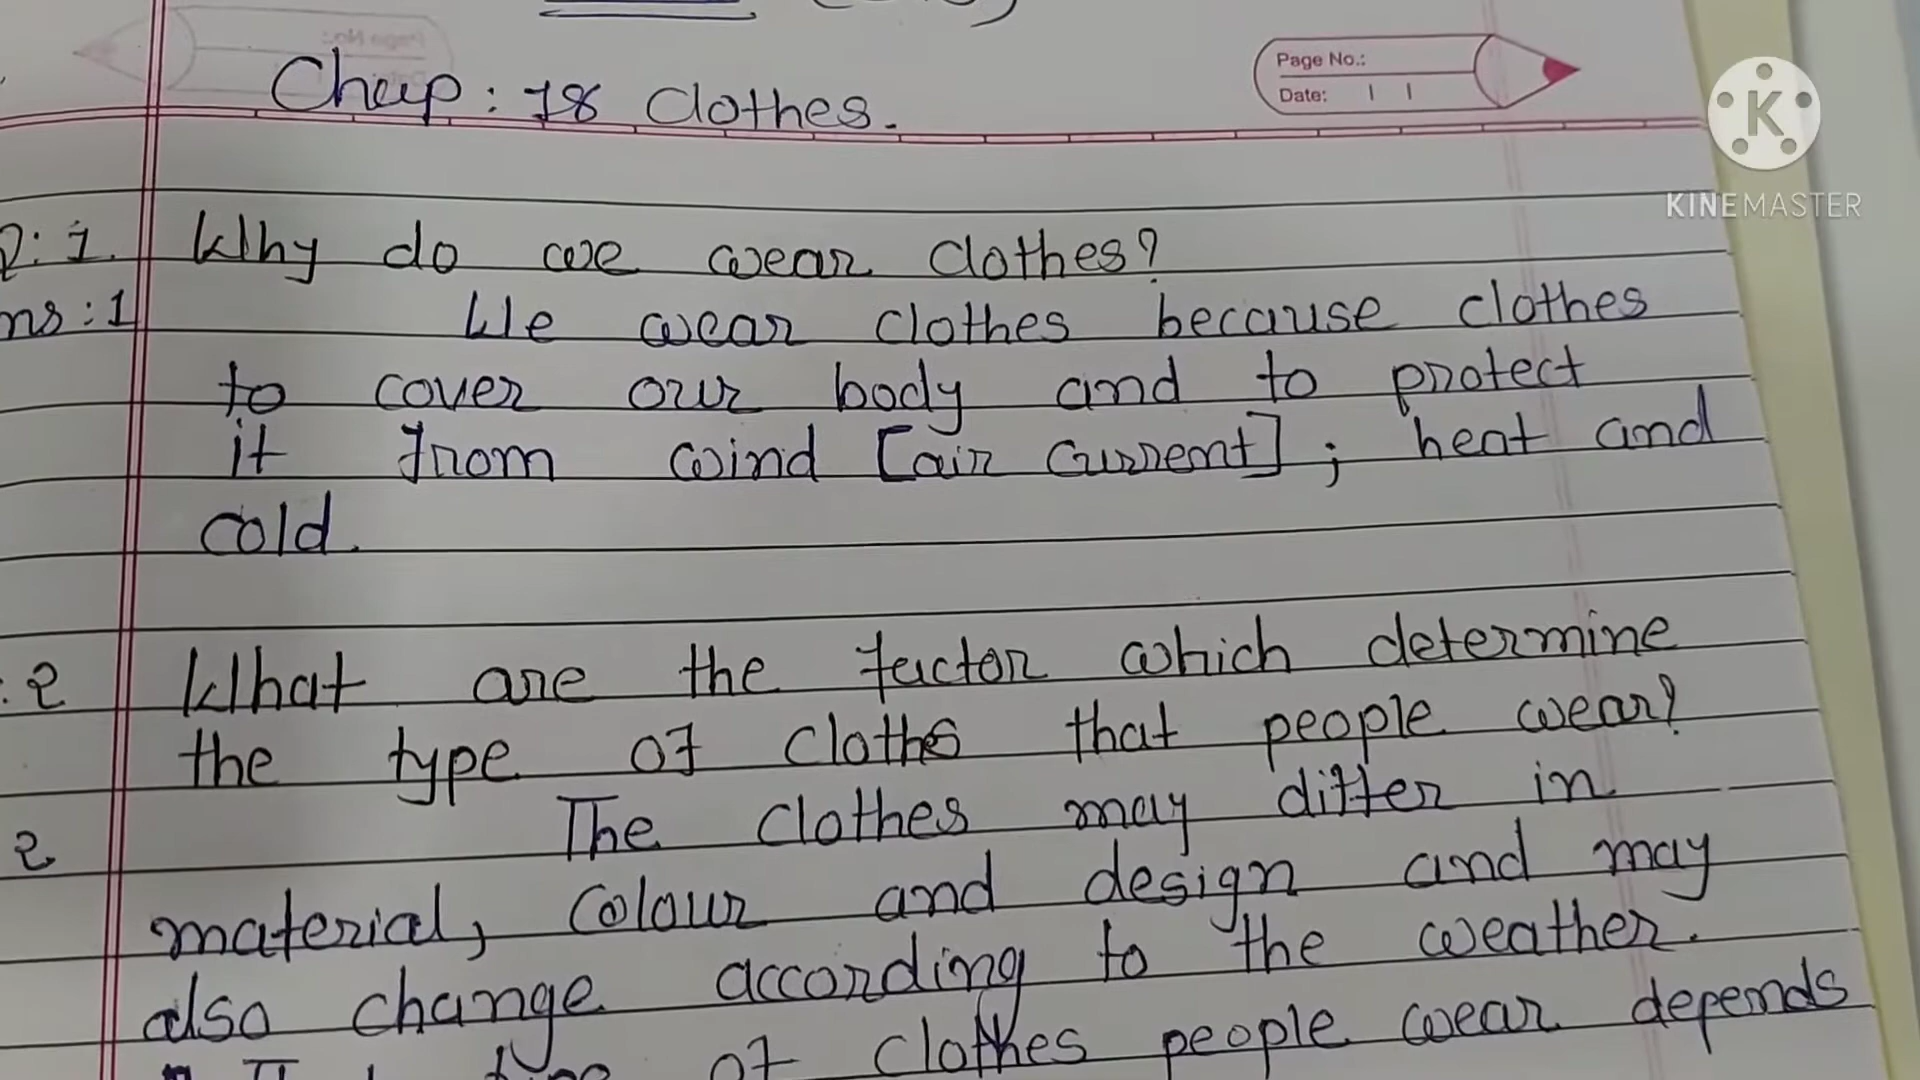 Chap: 18 Clothes.
Page No.:
Date:
K
KINEMASTER
Q: 1. Why do we wear clothes?
ns: 1 We wear clothes because clothes
to cover our body and to protect
it from wind [air current]; heat and
cold.
: 2 What are the factor which determine
the type of cloths that people wear?
2 The clothes may differ in
material, colour and design and may
also change according to the weather.
of clothes people wear depends